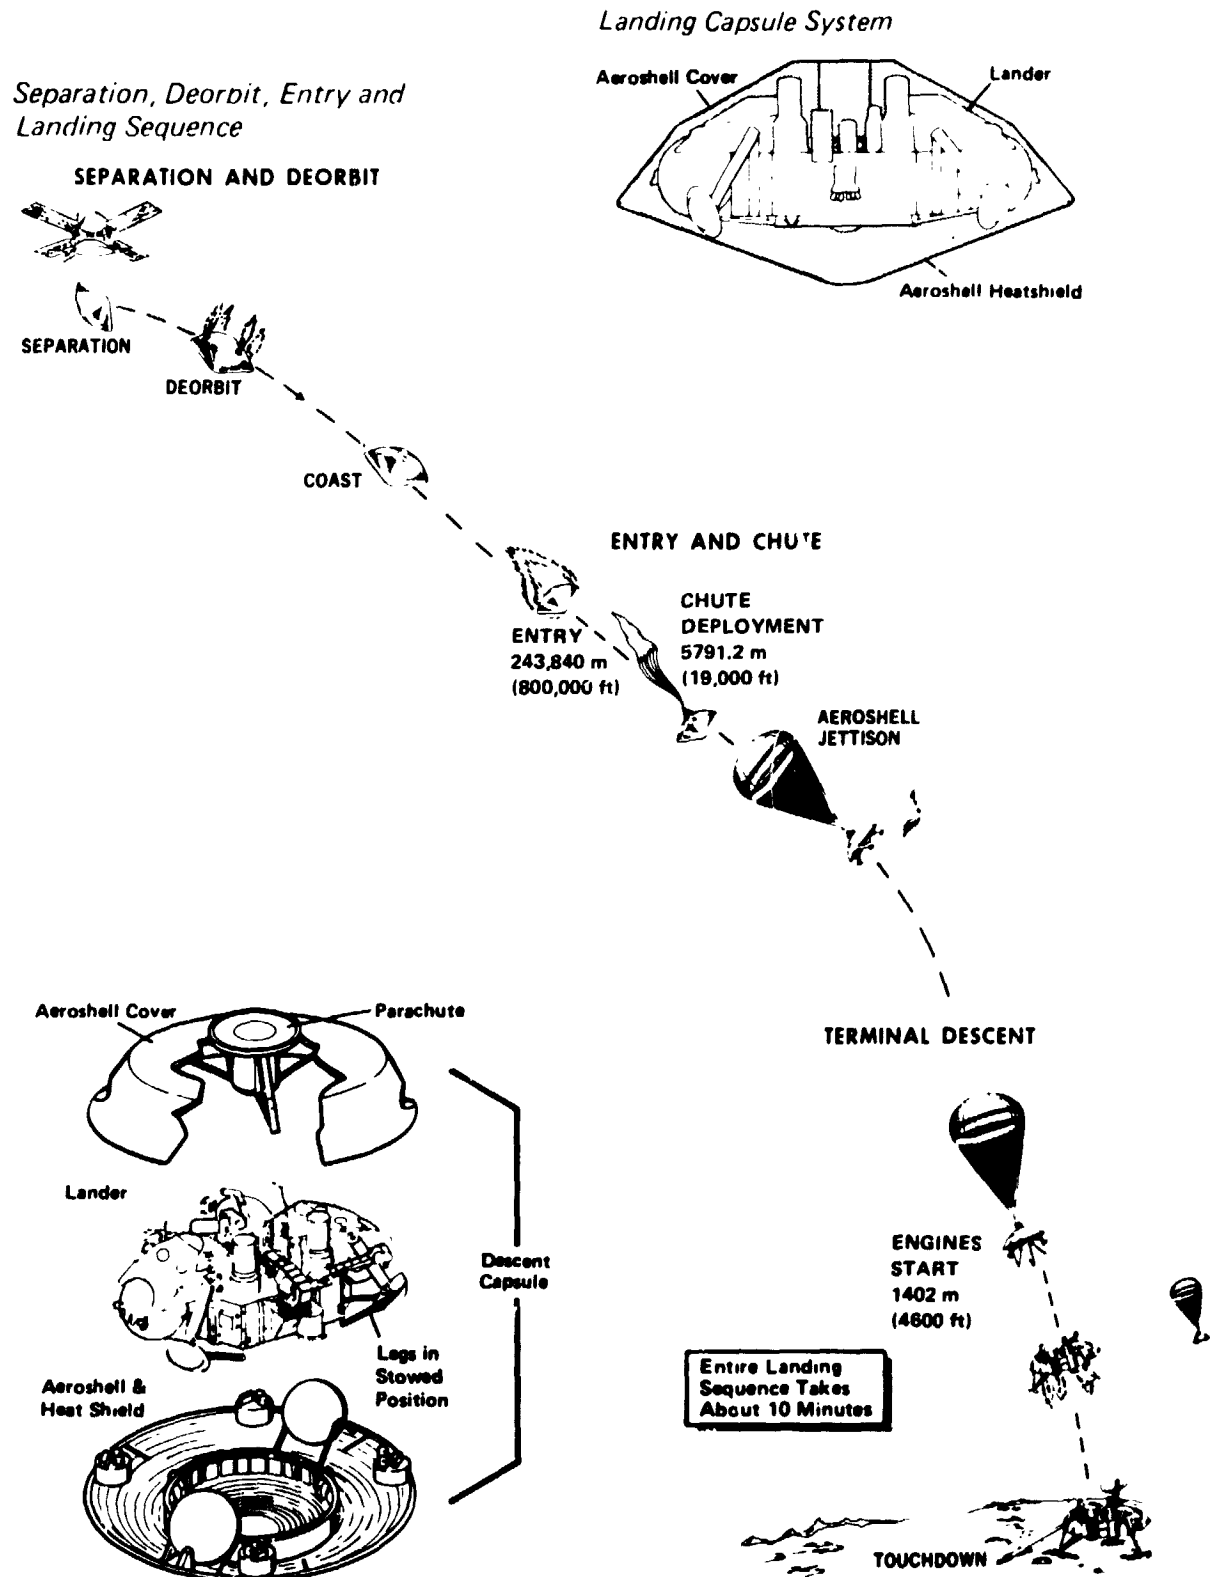 Landing Capsule System
Aeroshell Cover
Lander
Aeroshell Heatshield
Separation, Deorbit, Entry and
Landing Sequence
SEPARATION AND DEORBIT
SEPARATION
DEORBIT
COAST
ENTRY AND CHUTE
ENTRY
243,840 m
(800,000 ft)
CHUTE
DEPLOYMENT
5791.2 m
(19,000 ft)
AEROSHELL
JETTISON
TERMINAL DESCENT
ENGINES
START
1402 m
(4600 ft)
Entire Landing
Sequence Takes
About 10 Minutes
TOUCHDOWN
Aeroshell Cover
Parachute
Lander
Descent
Capsule
Legs in
Stowed
Position
Aeroshell &
Heat Shield